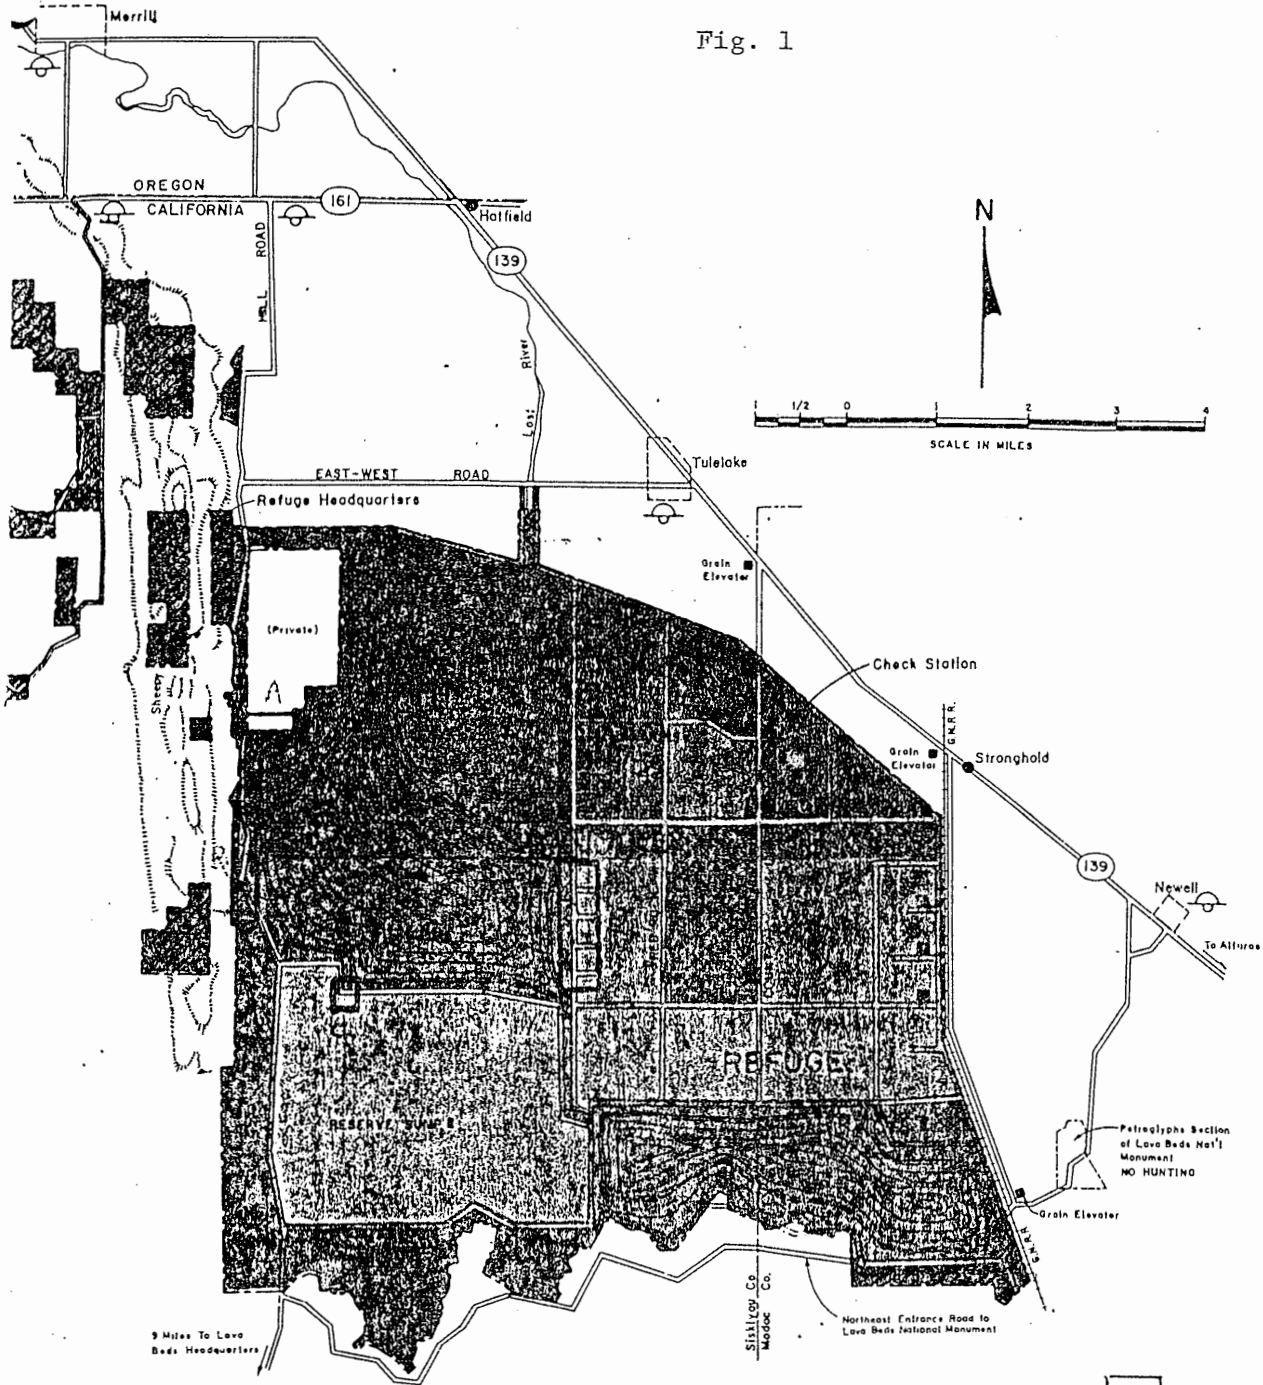 Merrill
Fig. 1
OREGON
161
CALIFORNIA
Hatfield
N
HILL ROAD
139
Lost River
1 1/2 0 1 2 3 4
SCALE IN MILES
Tulelake
EAST-WEST ROAD
Refuge Headquarters
Grain
Elevator
(Private)
Check Station
Sheepy
G.N.R.R.
Grain
Elevator
Stronghold
139
Newell
To Alturas
REFUGE
RESERVE SUMP
Petroglyphs Section
of Lava Beds Nat'l
Monument
NO HUNTING
Grain Elevator
G.N.R.R.
Siskiyou Co.
Modoc Co.
Northeast Entrance Road to
Lava Beds National Monument
9 Miles To Lava
Beds Headquarters